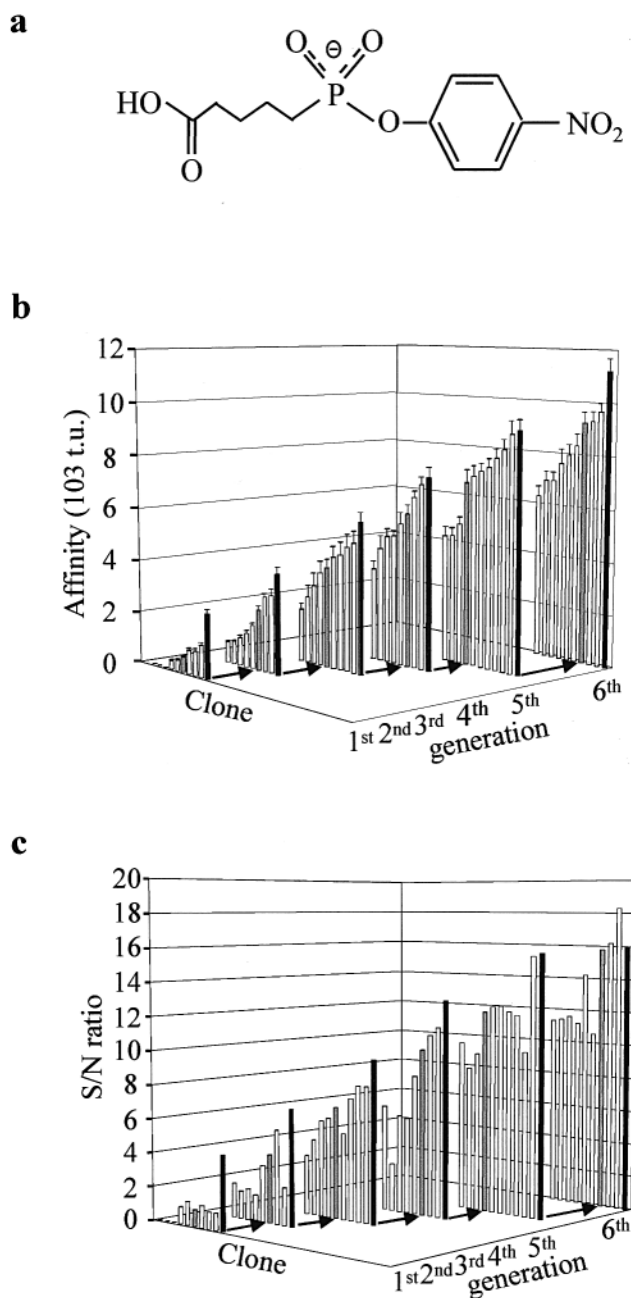 a
O ⊖ O
HO P
O NO₂
O
b
12
10
8
6
4
2
0
Affinity (103 t.u.)
Clone
1st 2nd 3rd 4th 5th 6th
generation
c
20
18
16
14
12
10
8
6
4
2
0
S/N ratio
Clone
1st 2nd 3rd 4th 5th 6th
generation